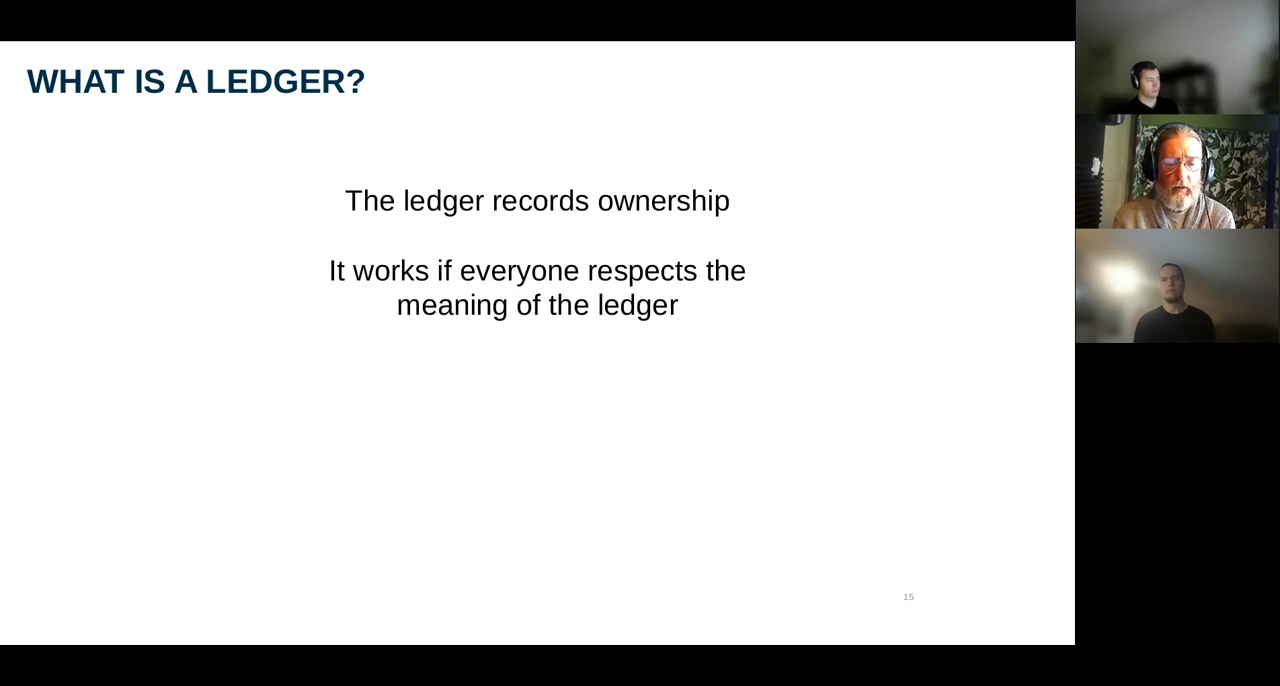 WHAT IS A LEDGER?
The ledger records ownership
It works if everyone respects the
meaning of the ledger
15